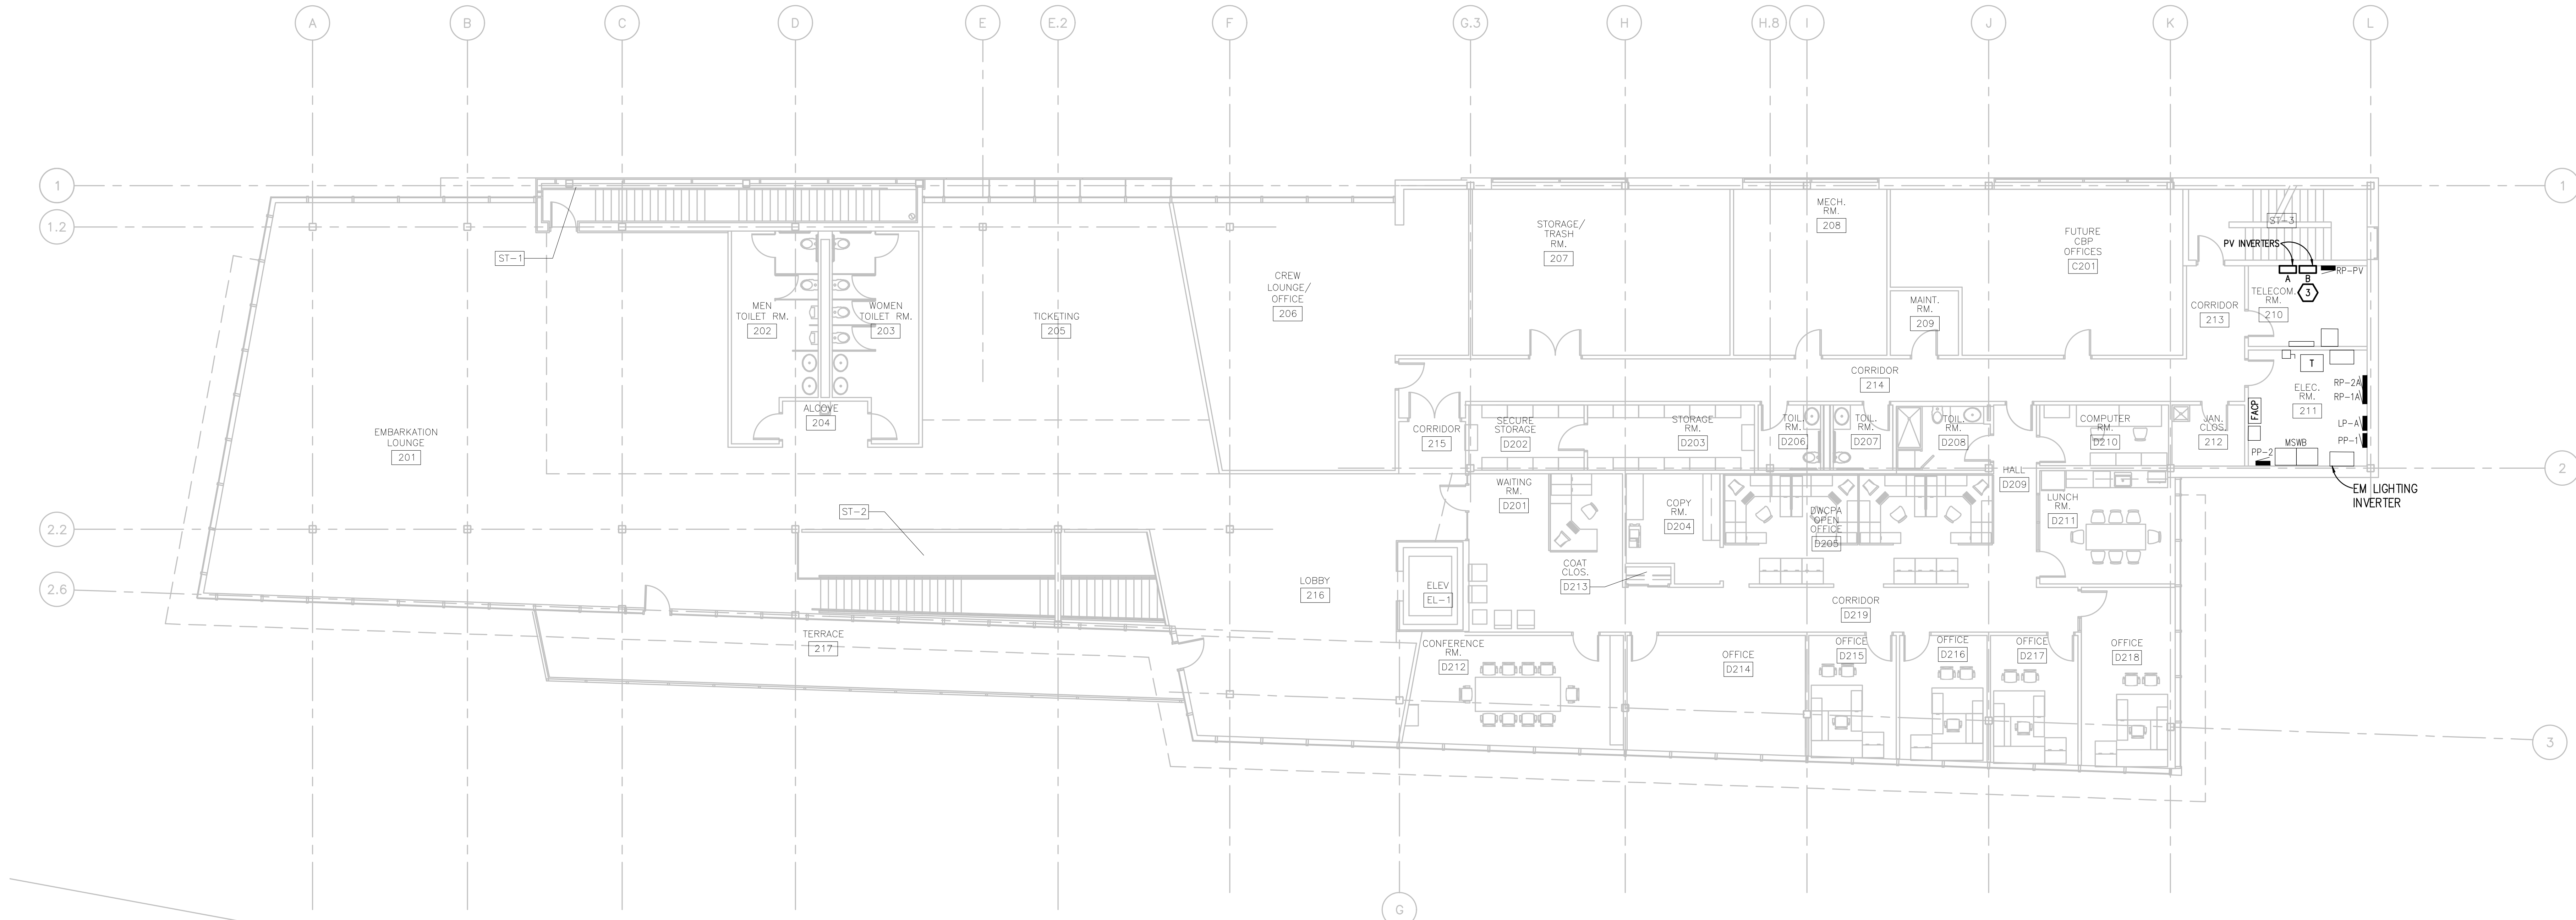 A
B
C
D
E
E.2
F
G.3
H
H.8
I
J
K
L
1
1
1.2
2
2.2
2.6
3
G
ST-1
ST-2
ST-3
EMBARKATION
LOUNGE
201
MEN
TOILET RM.
202
WOMEN
TOILET RM.
203
ALCOVE
204
TICKETING
205
CREW
LOUNGE/
OFFICE
206
STORAGE/
TRASH
RM.
207
MECH.
RM.
208
MAINT.
RM.
209
FUTURE
CBP
OFFICES
C201
CORRIDOR
213
PV INVERTERS
A
B
3
RP-PV
TELECOM.
RM.
210
T
ELEC.
RM.
211
RP-2A
RP-1A
LP-A
PP-1
FACP
MSWB
PP-2
EM LIGHTING
INVERTER
CORRIDOR
214
CORRIDOR
215
SECURE
STORAGE
D202
STORAGE
RM.
D203
TOIL.
RM.
D206
TOIL.
RM.
D207
TOIL.
RM.
D208
COMPUTER
RM.
D210
JAN.
CLOS.
212
HALL
D209
WAITING
RM.
D201
COPY
RM.
D204
DWCPA
OPEN
OFFICE
D205
LUNCH
RM.
D211
COAT
CLOS.
D213
ELEV
EL-1
LOBBY
216
CORRIDOR
D219
TERRACE
217
CONFERENCE
RM.
D212
OFFICE
D214
OFFICE
D215
OFFICE
D216
OFFICE
D217
OFFICE
D218